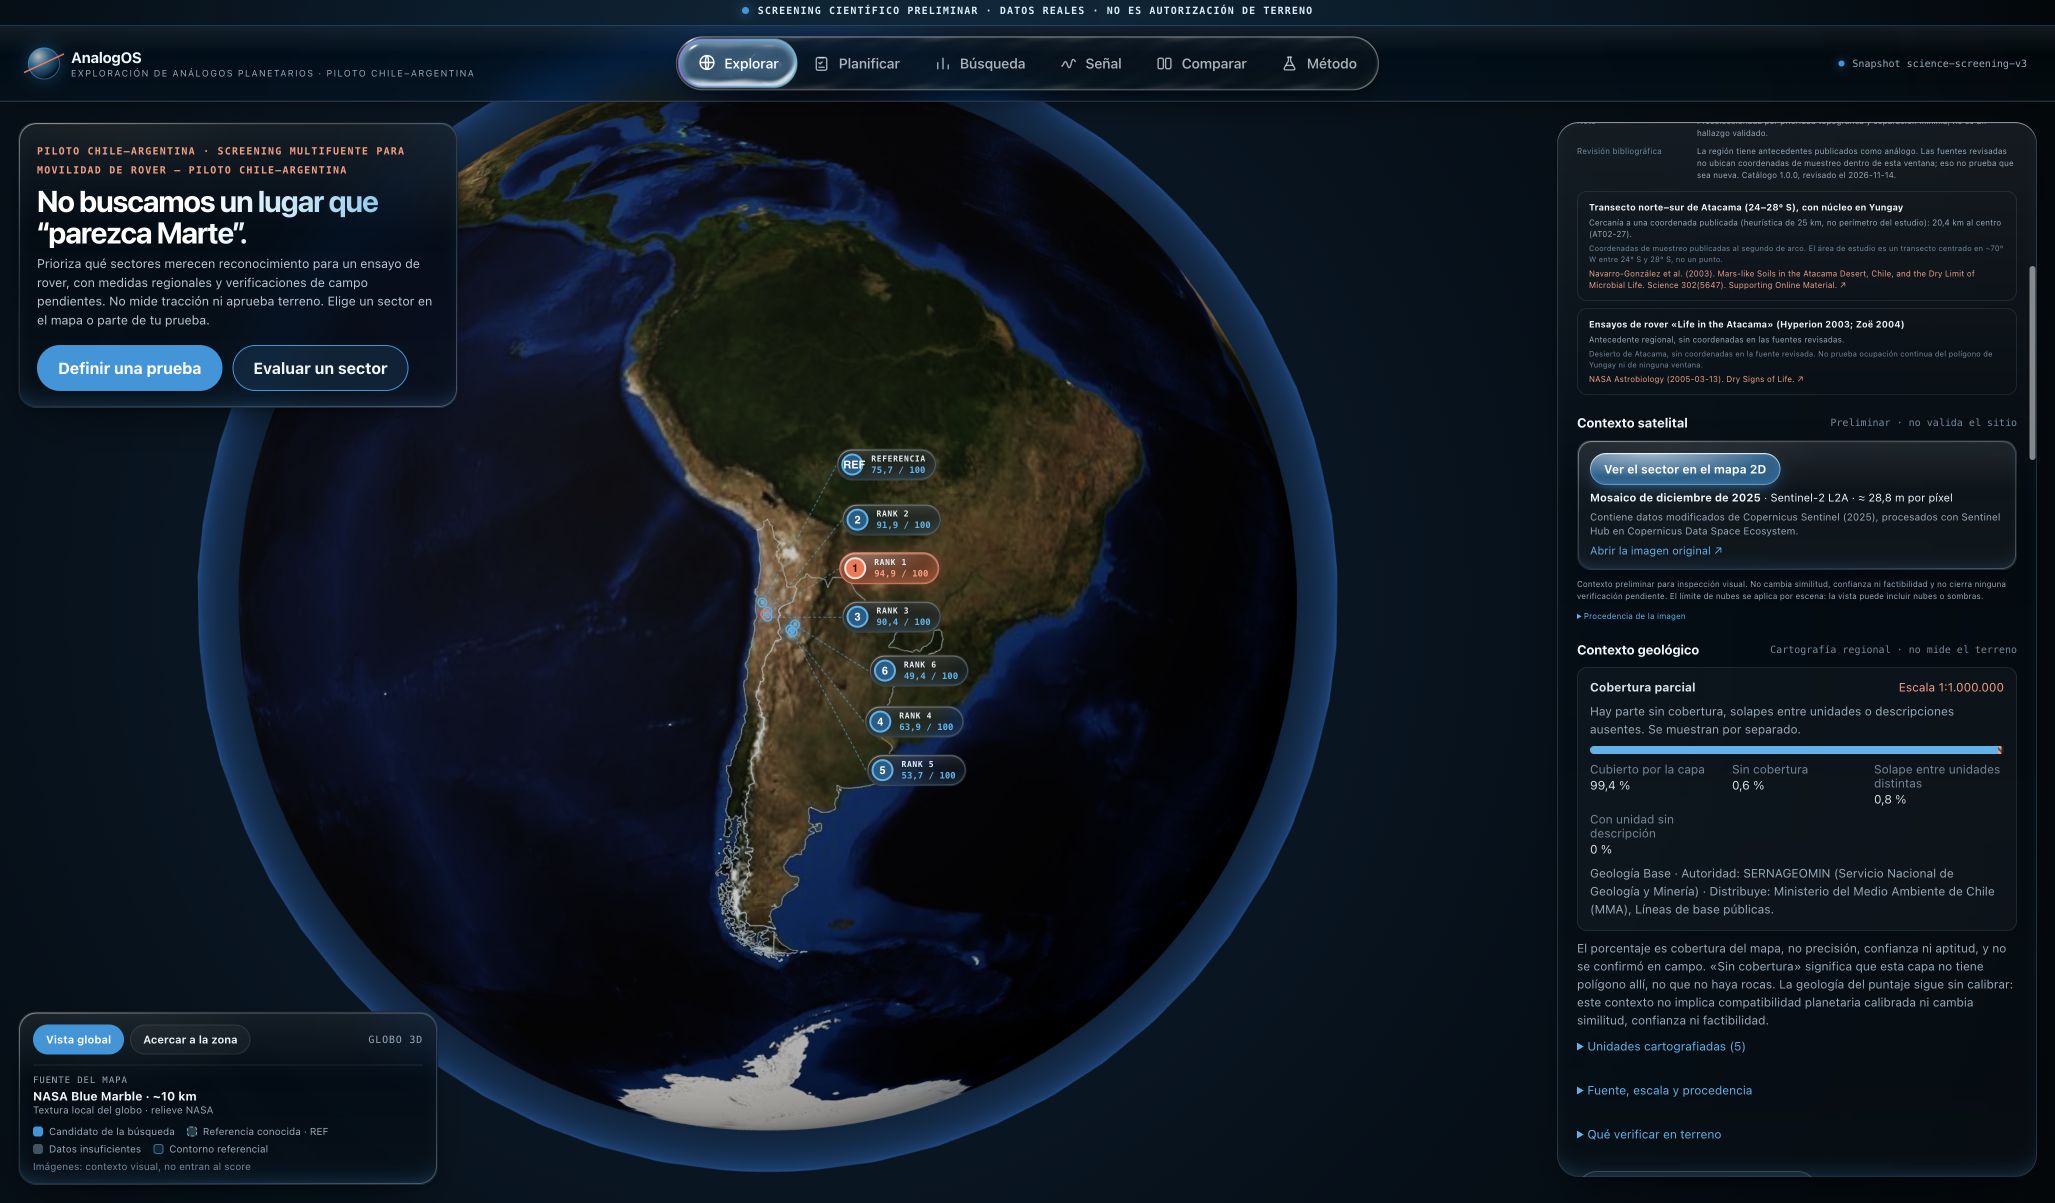 SCREENING CIENTÍFICO PRELIMINAR · DATOS REALES · NO ES AUTORIZACIÓN DE TERRENO
AnalogOS
EXPLORACIÓN DE ANÁLOGOS PLANETARIOS · PILOTO CHILE–ARGENTINA
Explorar
Planificar
Búsqueda
Señal
Comparar
Método
Snapshot science-screening-v3
PILOTO CHILE–ARGENTINA · SCREENING MULTIFUENTE PARA
MOVILIDAD DE ROVER — PILOTO CHILE–ARGENTINA
No buscamos un lugar que
“parezca Marte”.
Prioriza qué sectores merecen reconocimiento para un ensayo de
rover, con medidas regionales y verificaciones de campo
pendientes. No mide tracción ni aprueba terreno. Elige un sector en
el mapa o parte de tu prueba.
Definir una prueba
Evaluar un sector
REF REFERENCIA
75,7 / 100
2 RANK 2
91,9 / 100
1 RANK 1
94,9 / 100
3 RANK 3
90,4 / 100
6 RANK 6
49,4 / 100
4 RANK 4
63,9 / 100
5 RANK 5
53,7 / 100
Vista global
Acercar a la zona
GLOBO 3D
FUENTE DEL MAPA
NASA Blue Marble · ~10 km
Textura local del globo · relieve NASA
Candidato de la búsqueda
Referencia conocida · REF
Datos insuficientes
Contorno referencial
Imágenes: contexto visual, no entran al score
hallazgo validado.
Revisión bibliográfica
La región tiene antecedentes publicados como análogo. Las fuentes revisadas
no ubican coordenadas de muestreo dentro de esta ventana; eso no prueba que
sea nueva. Catálogo 1.0.0, revisado el 2026-11-14.
Transecto norte–sur de Atacama (24–28° S), con núcleo en Yungay
Cercanía a una coordenada publicada (heurística de 25 km, no perímetro del estudio): 20,4 km al centro
(AT02-27).
Coordenadas de muestreo publicadas al segundo de arco. El área de estudio es un transecto centrado en ~70°
W entre 24° S y 28° S, no un punto.
Navarro-González et al. (2003). Mars-like Soils in the Atacama Desert, Chile, and the Dry Limit of
Microbial Life. Science 302(5647). Supporting Online Material. ↗
Ensayos de rover «Life in the Atacama» (Hyperion 2003; Zoë 2004)
Antecedente regional, sin coordenadas en las fuentes revisadas.
Desierto de Atacama, sin coordenadas en la fuente revisada. No prueba ocupación continua del polígono de
Yungay ni de ninguna ventana.
NASA Astrobiology (2005-03-13). Dry Signs of Life. ↗
Contexto satelital
Preliminar · no valida el sitio
Ver el sector en el mapa 2D
Mosaico de diciembre de 2025 · Sentinel-2 L2A · ≈ 28,8 m por píxel
Contiene datos modificados de Copernicus Sentinel (2025), procesados con Sentinel
Hub en Copernicus Data Space Ecosystem.
Abrir la imagen original ↗
Contexto preliminar para inspección visual. No cambia similitud, confianza ni factibilidad y no cierra ninguna
verificación pendiente. El límite de nubes se aplica por escena: la vista puede incluir nubes o sombras.
▶ Procedencia de la imagen
Contexto geológico
Cartografía regional · no mide el terreno
Cobertura parcial
Escala 1:1.000.000
Hay parte sin cobertura, solapes entre unidades o descripciones
ausentes. Se muestran por separado.
Cubierto por la capa
99,4 %
Sin cobertura
0,6 %
Solape entre unidades
distintas
0,8 %
Con unidad sin
descripción
0 %
Geología Base · Autoridad: SERNAGEOMIN (Servicio Nacional de
Geología y Minería) · Distribuye: Ministerio del Medio Ambiente de Chile
(MMA), Líneas de base públicas.
El porcentaje es cobertura del mapa, no precisión, confianza ni aptitud, y no
se confirmó en campo. «Sin cobertura» significa que esta capa no tiene
polígono allí, no que no haya rocas. La geología del puntaje sigue sin calibrar:
este contexto no implica compatibilidad planetaria calibrada ni cambia
similitud, confianza ni factibilidad.
▶ Unidades cartografiadas (5)
▶ Fuente, escala y procedencia
▶ Qué verificar en terreno